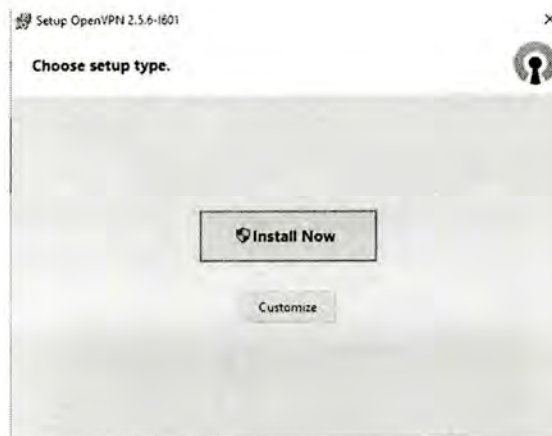 Setup OpenVPN 2.5.6-I601
Choose setup type.
Install Now
Customize